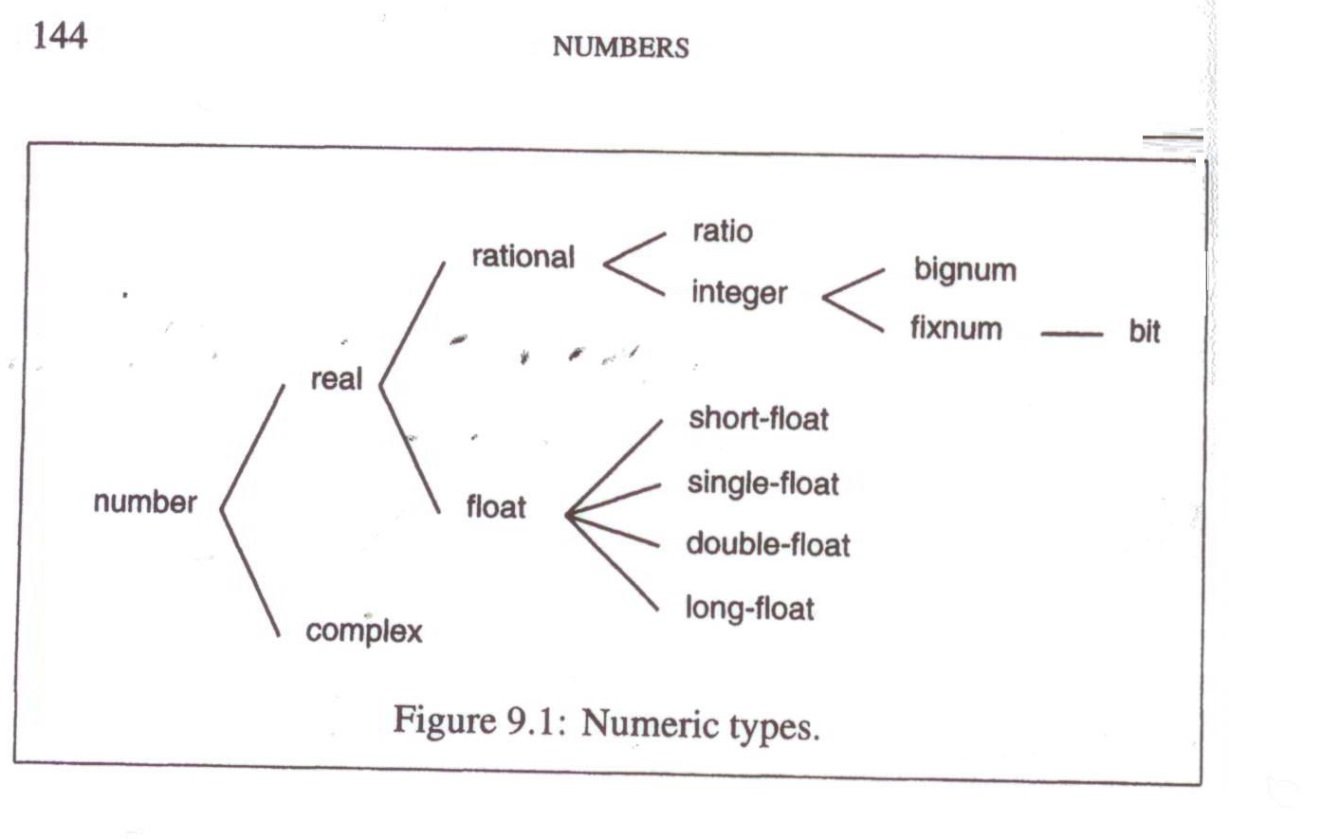 144
NUMBERS
rational
ratio
integer
bignum
fixnum
bit
real
short-float
single-float
number
float
double-float
long-float
complex
Figure 9.1: Numeric types.